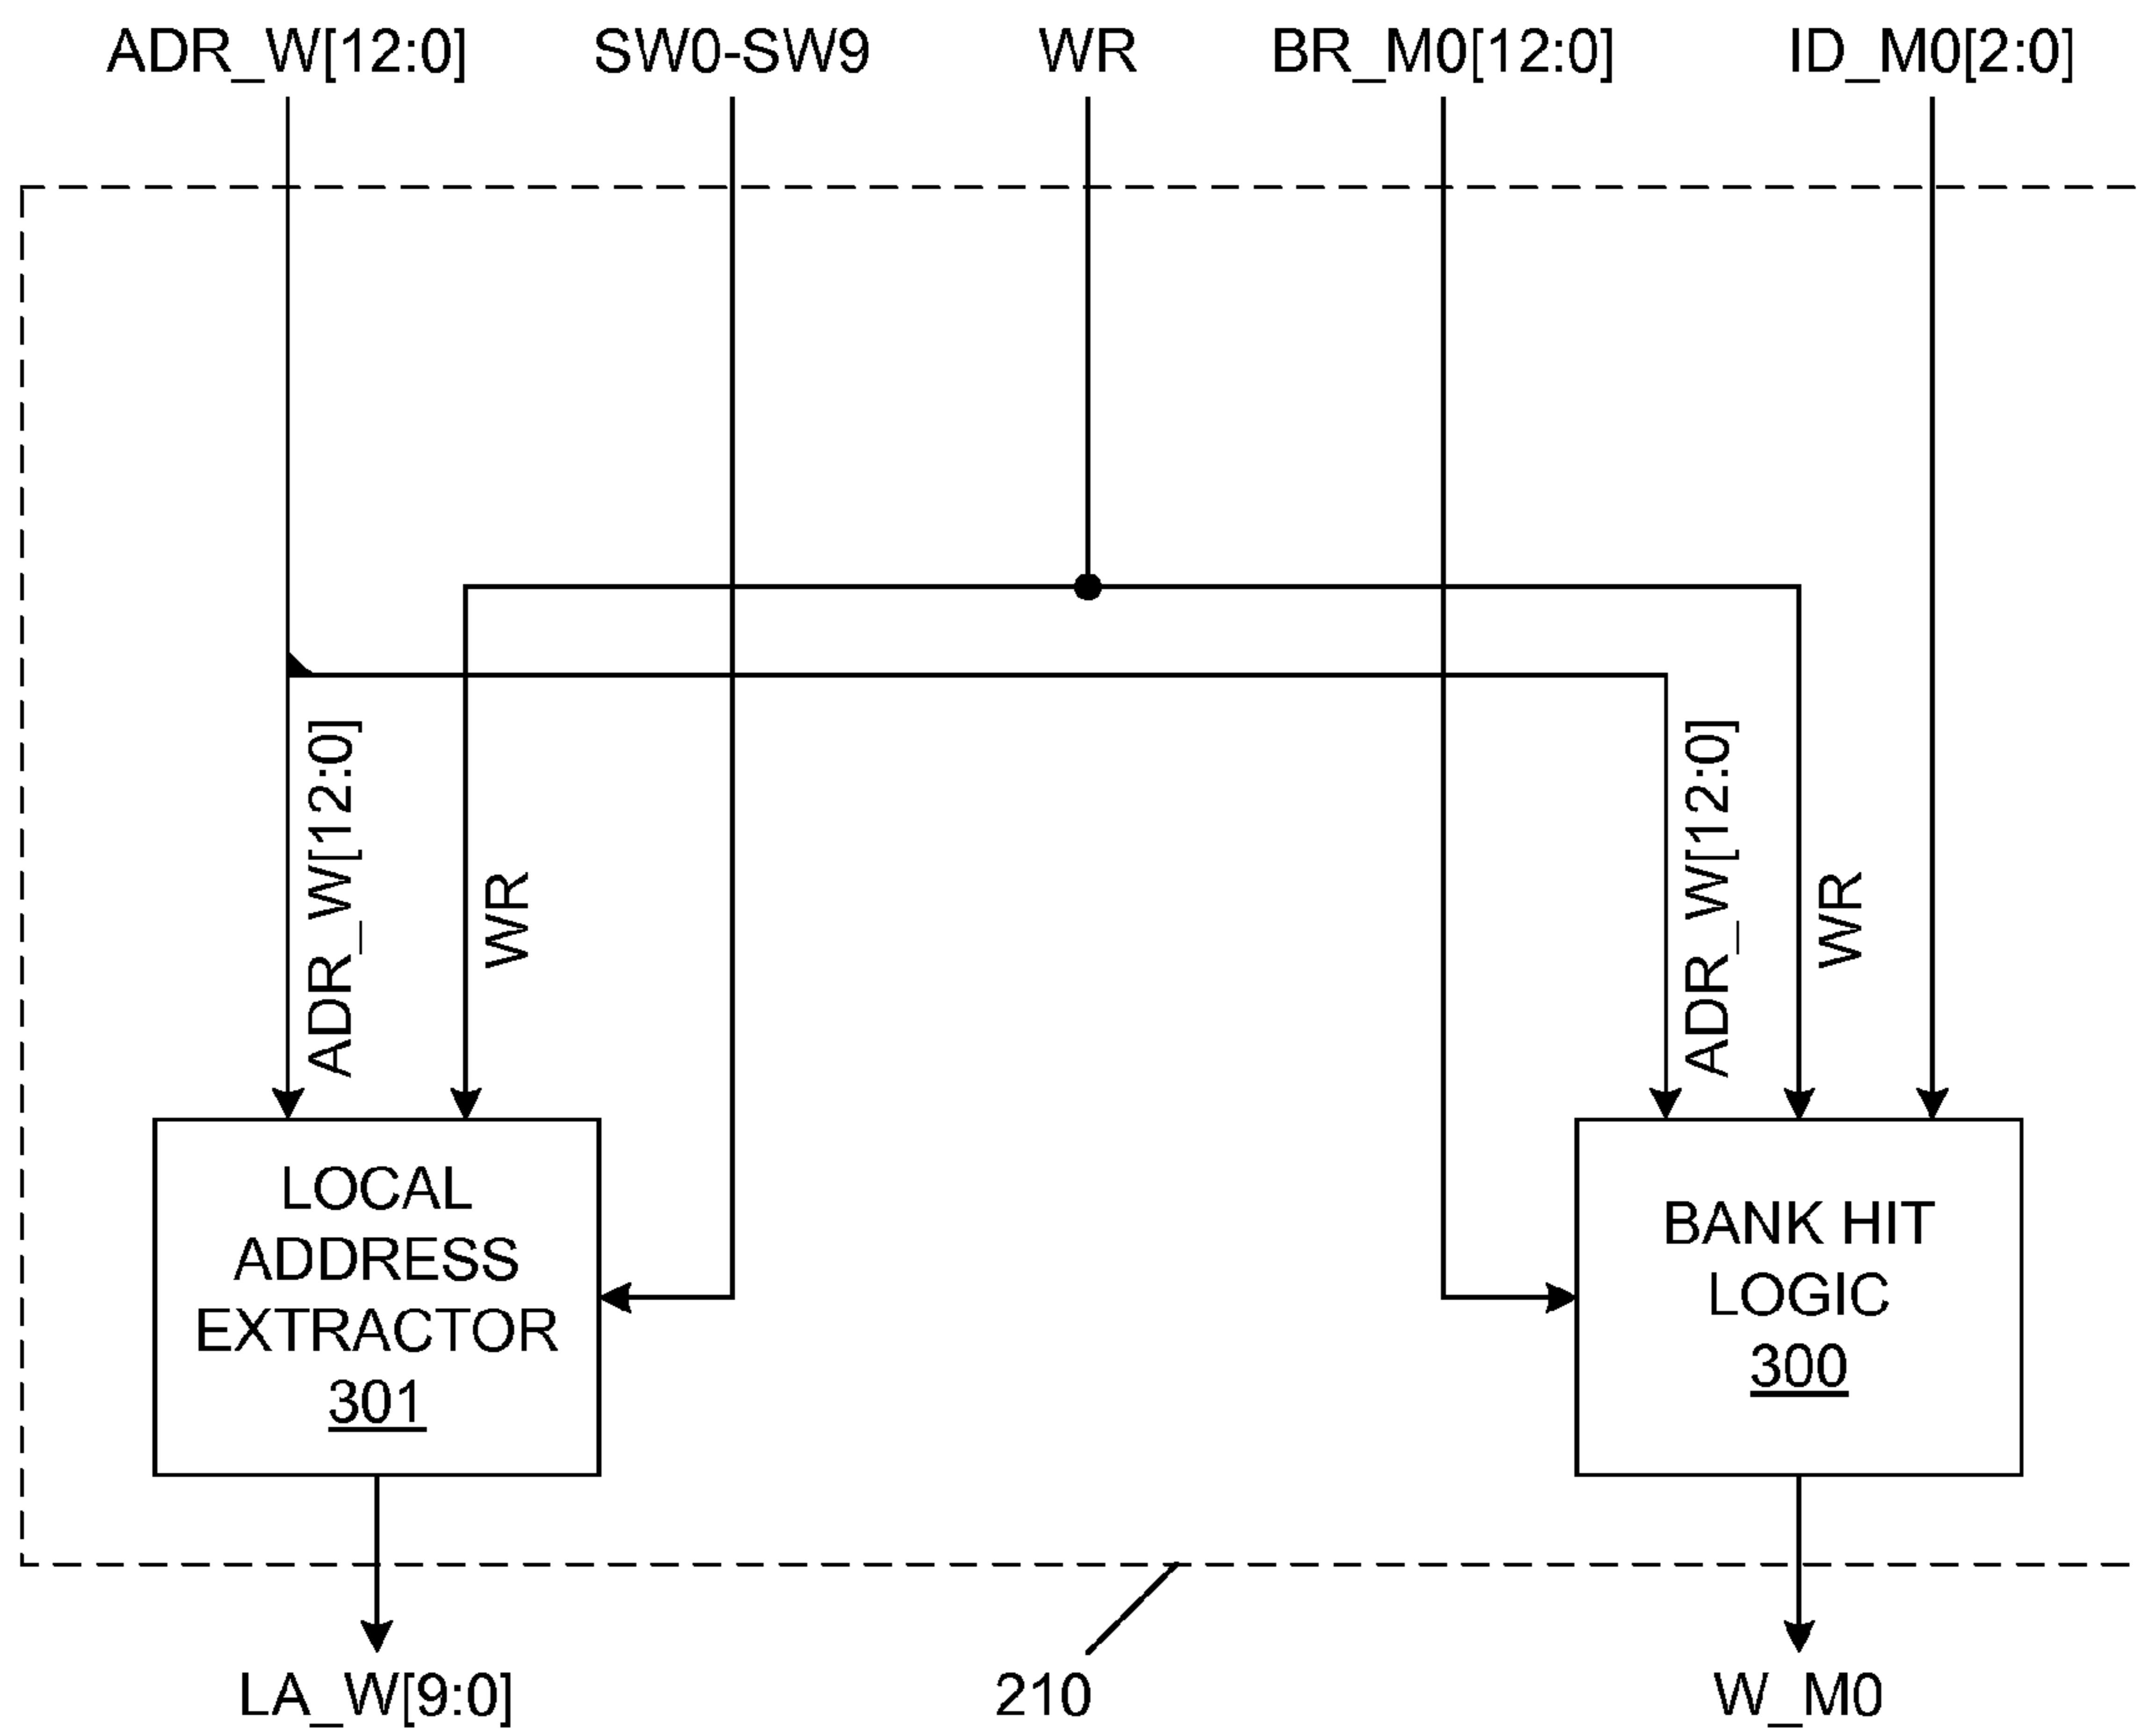 ADR_W[12:0] SW0-SW9 WR BR_M0[12:0] ID_M0[2:0]
ADR_W[12:0]
WR
ADR_W[12:0]
WR
LOCAL
ADDRESS
EXTRACTOR
301
BANK HIT
LOGIC
300
LA_W[9:0]
210
W_M0